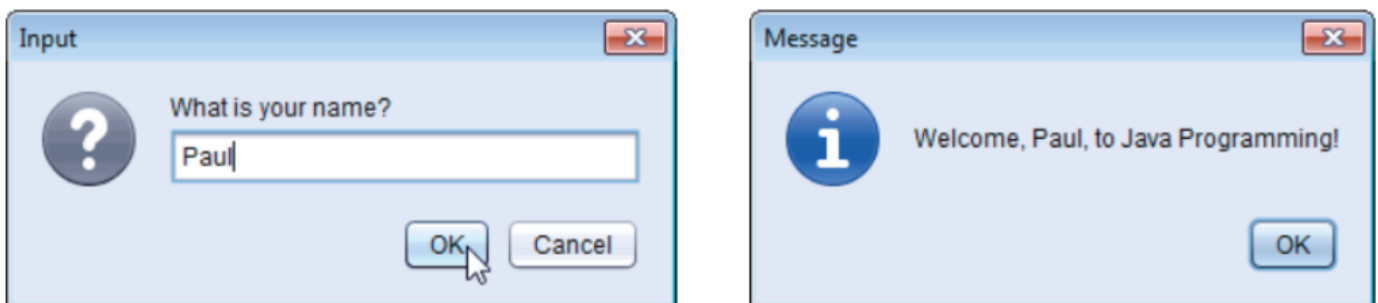 Input
What is your name?
Paul
OK
Cancel
Message
Welcome, Paul, to Java Programming!
OK